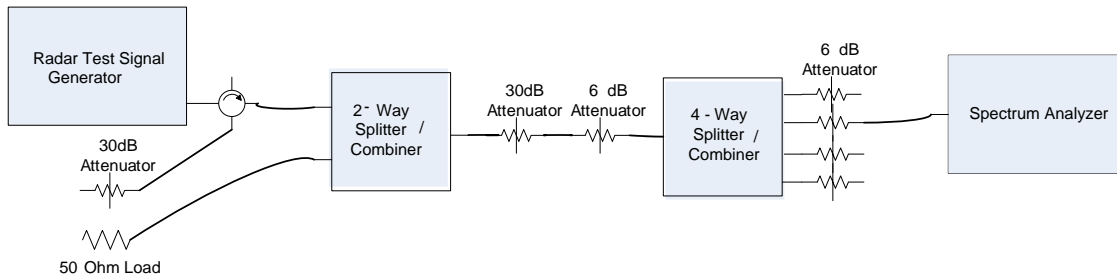 Radar Test Signal
Generator
30dB
Attenuator
50 Ohm Load
2- Way
Splitter /
Combiner
30dB
Attenuator
6 dB
Attenuator
4 - Way
Splitter /
Combiner
6 dB
Attenuator
Spectrum Analyzer